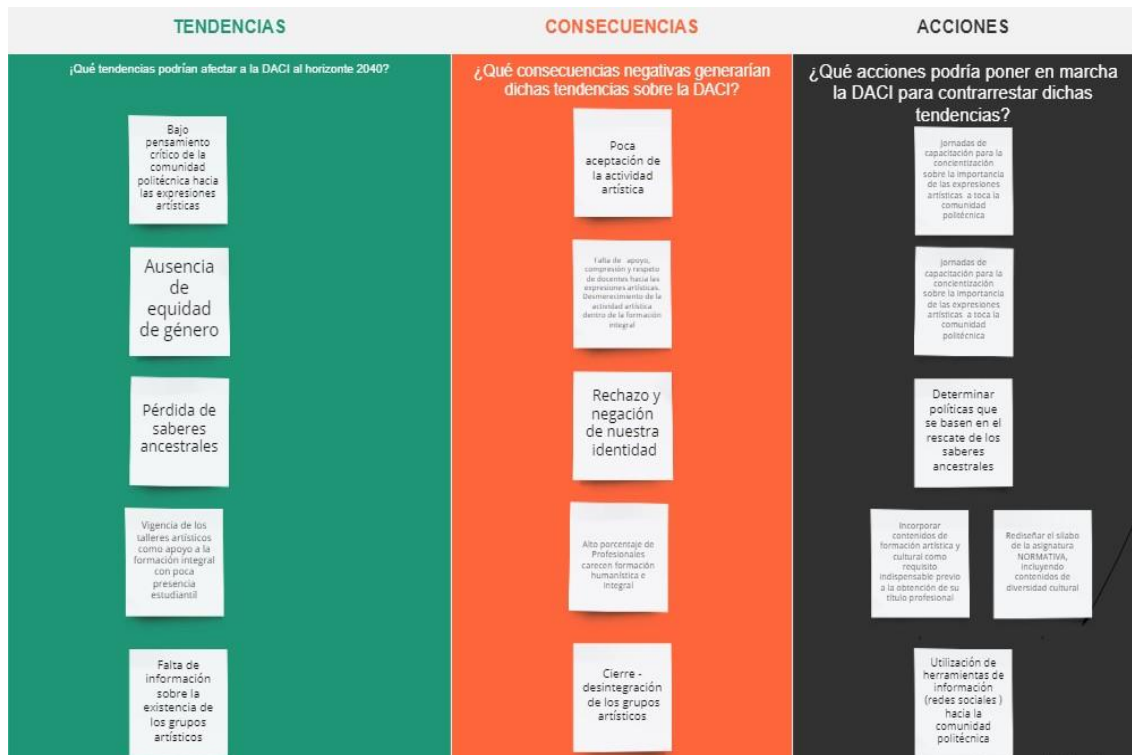 TENDENCIAS
CONSECUENCIAS
ACCIONES
¡Qué tendencias podrían afectar a la DACI al horizonte 2040?
¿Qué consecuencias negativas generarían
dichas tendencias sobre la DACI?
¿Qué acciones podría poner en marcha
la DACI para contrarrestar dichas
tendencias?
Bajo
pensamiento
crítico de la
comunidad
politécnica hacia
las expresiones
artísticas
Poca
aceptación de
la actividad
artística
Jornadas de
capacitación para la
concientización
sobre la importancia
de las expresiones
artísticas a toca la
comunidad
politécnica
Ausencia
de
equidad
de género
Falta de apoyo,
compresión y respeto
de docentes hacia las
expresiones artísticas.
Desmerecimiento de la
actividad artística
dentro de la formación
integral
Jornadas de
capacitación para la
concientización
sobre la importancia
de las expresiones
artísticas a toca la
comunidad
politécnica
Pérdida de
saberes
ancestrales
Rechazo y
negación
de nuestra
identidad
Determinar
políticas que
se basen en el
rescate de los
saberes
ancestrales
Vigencia de los
talleres artísticos
como apoyo a la
formación integral
con poca
presencia
estudiantil
Alto porcentaje de
Profesionales
carecen formación
humanística e
Integral
Incorporar
contenidos de
formación artística y
cultural como
requisito
indispensable previo
a la obtención de su
título profesional
Rediseñar el sílabo
de la asignatura
NORMATIVA,
incluyendo
contenidos de
diversidad cultural
Falta de
información
sobre la
existencia de
los grupos
artísticos
Cierre -
desintegración
de los grupos
artísticos
Utilización de
herramientas de
información
(redes sociales )
hacia la
comunidad
politécnica